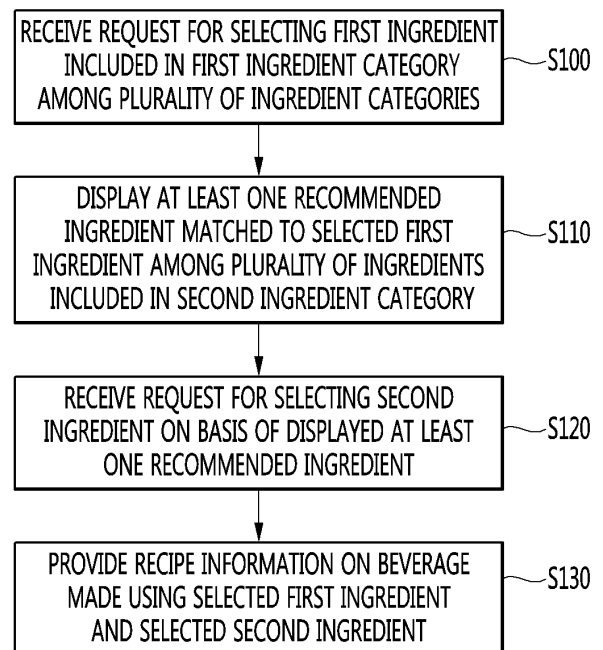 RECEIVE REQUEST FOR SELECTING FIRST INGREDIENT
INCLUDED IN FIRST INGREDIENT CATEGORY
AMONG PLURALITY OF INGREDIENT CATEGORIES
S100
DISPLAY AT LEAST ONE RECOMMENDED
INGREDIENT MATCHED TO SELECTED FIRST
INGREDIENT AMONG PLURALITY OF INGREDIENTS
INCLUDED IN SECOND INGREDIENT CATEGORY
S110
RECEIVE REQUEST FOR SELECTING SECOND
INGREDIENT ON BASIS OF DISPLAYED AT LEAST
ONE RECOMMENDED INGREDIENT
S120
PROVIDE RECIPE INFORMATION ON BEVERAGE
MADE USING SELECTED FIRST INGREDIENT
AND SELECTED SECOND INGREDIENT
S130